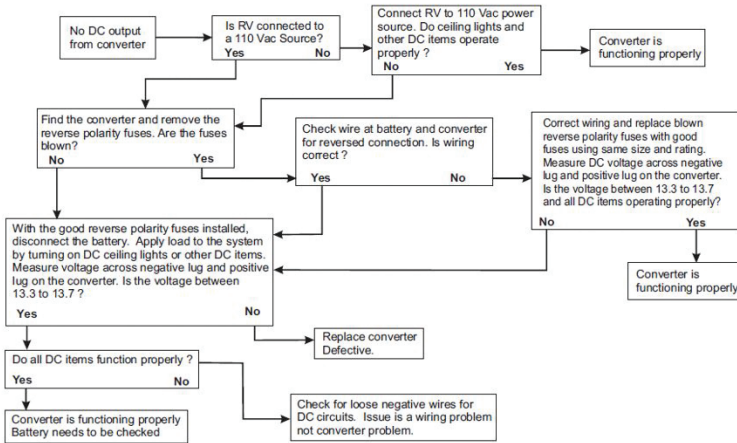 No DC output
from converter
Is RV connected to
a 110 Vac Source?
Yes No
Connect RV to 110 Vac power
source. Do ceiling lights and
other DC items operate
properly ?
No Yes
Converter is
functioning properly
Find the converter and remove the
reverse polarity fuses. Are the fuses
blown?
No Yes
Check wire at battery and converter
for reversed connection. Is wiring
correct ?
Yes No
Correct wiring and replace blown
reverse polarity fuses with good
fuses using same size and rating.
Measure DC voltage across negative
lug and positive lug on the converter.
Is the voltage between 13.3 to 13.7
and all DC items operating properly?
No Yes
Converter is
functioning properly
With the good reverse polarity fuses installed,
disconnect the battery. Apply load to the system
by turning on DC ceiling lights or other DC items.
Measure voltage across negative lug and positive
lug on the converter. Is the voltage between
13.3 to 13.7 ?
Yes No
Replace converter
Defective.
Do all DC items function properly ?
Yes No
Converter is functioning properly
Battery needs to be checked
Check for loose negative wires for
DC circuits. Issue is a wiring problem
not converter problem.